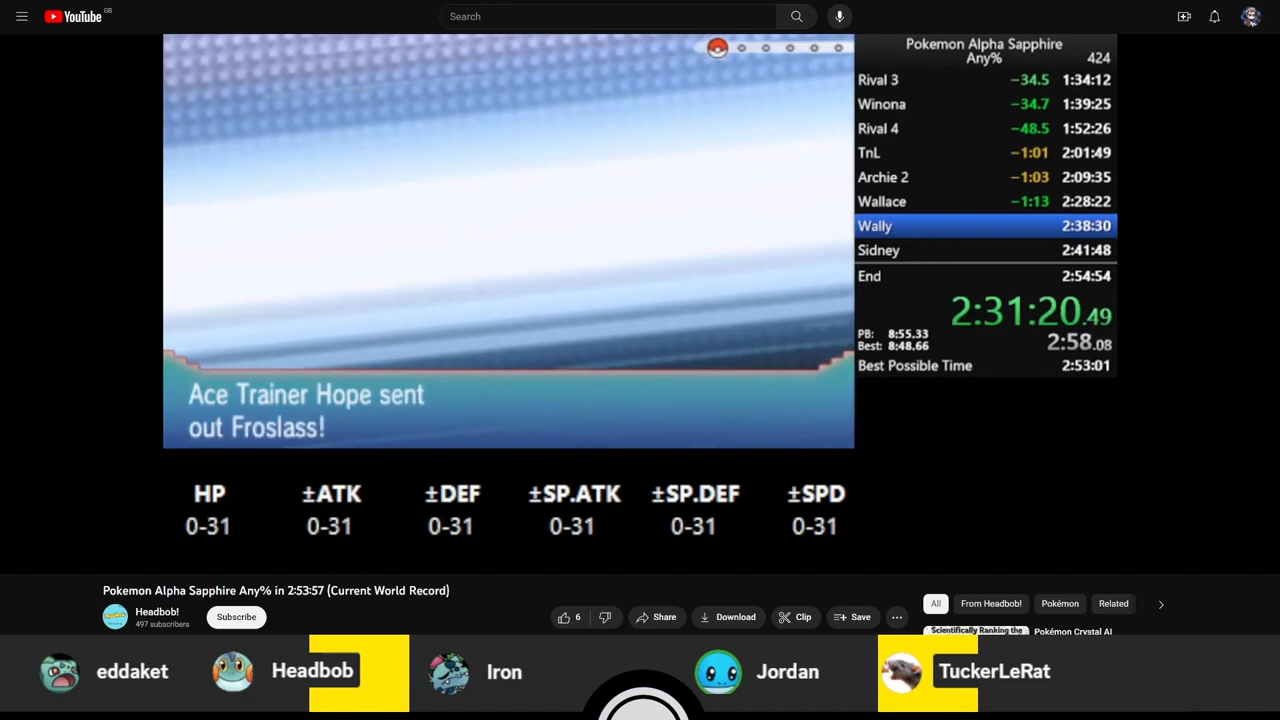 YouTube GB
Search
Pokemon Alpha Sapphire
Any%
424
Rival 3 −34.5 1:34:12
Winona −34.7 1:39:25
Rival 4 −48.5 1:52:26
TnL −1:01 2:01:49
Archie 2 −1:03 2:09:35
Wallace −1:13 2:28:22
Wally 2:38:30
Sidney 2:41:48
End 2:54:54
2:31:20.49
PB: 8:55.33
Best: 8:48.66
2:58.08
Best Possible Time 2:53:01
Ace Trainer Hope sent
out Froslass!
HP ±ATK ±DEF ±SP.ATK ±SP.DEF ±SPD
0-31 0-31 0-31 0-31 0-31 0-31
Pokemon Alpha Sapphire Any% in 2:53:57 (Current World Record)
Headbob!
497 subscribers
Subscribe
6
Share
Download
Clip
Save
All
From Headbob!
Pokémon
Related
Scientifically Ranking the
Pokémon Crystal AI
eddaket
Headbob
Iron
Jordan
TuckerLeRat